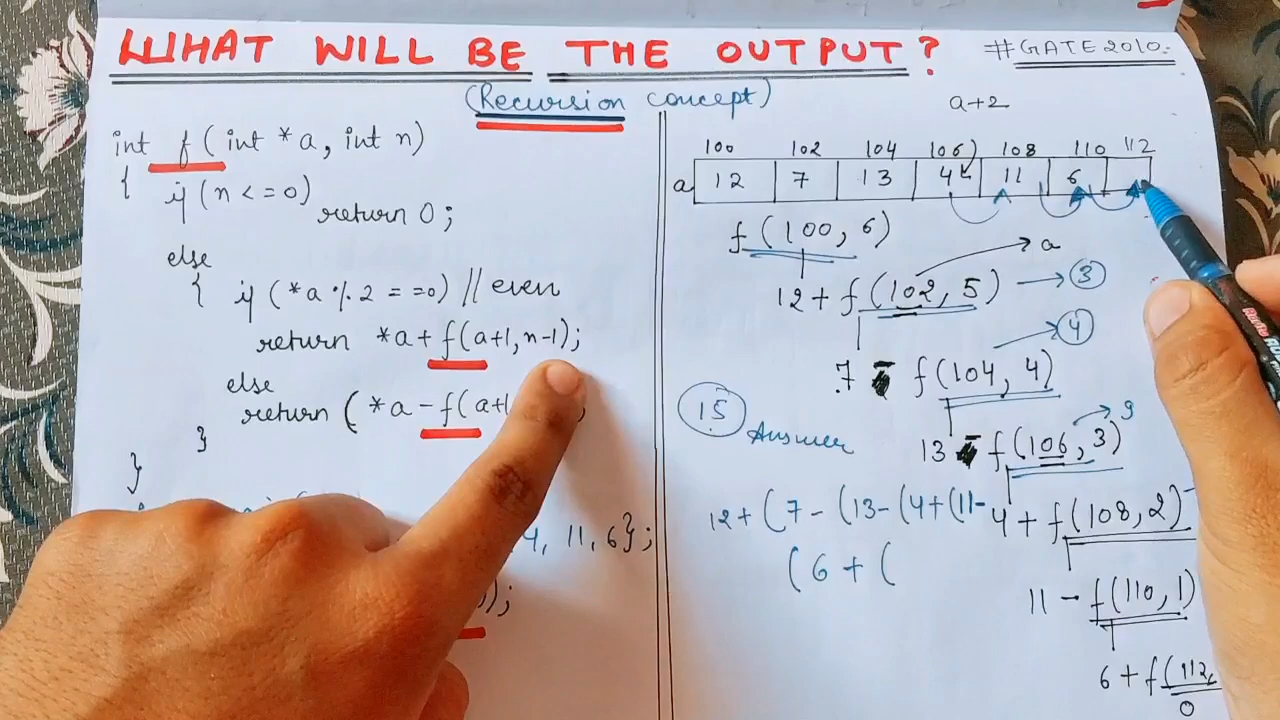 WHAT WILL BE THE OUTPUT?
#GATE2010.
(Recursion concept)
int f(int *a, int n)
{
if (n <= 0)
return 0;
else
{ if (*a % 2 == 0) // even
return *a + f(a+1, n-1);
else
return (*a - f(a+1
}
}
4, 11, 6};
);
a+2
100 102 104 106 108 110 112
a 12 7 13 4 11 6
f(100, 6)
a
12 + f(102, 5) → 3
4
7 - f(104, 4)
15 Answer
9
13 - f(106, 3)
12 + (7 - (13 - (4 + (11 -
4 + f(108, 2)
(6 + (
11 - f(110, 1)
6 + f(112,
0